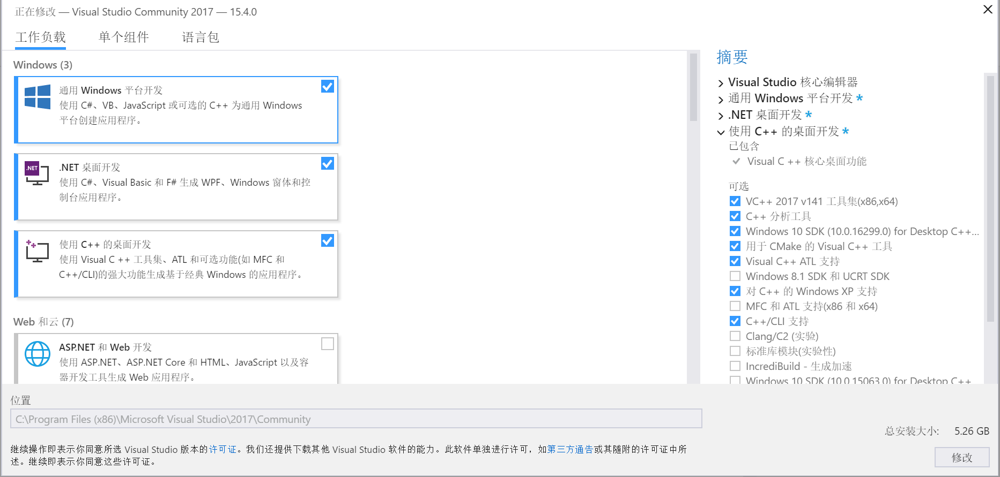 正在修改 — Visual Studio Community 2017 — 15.4.0
工作负载 单个组件 语言包
Windows (3)
通用 Windows 平台开发
使用 C#、VB、JavaScript 或可选的 C++ 为通用 Windows
平台创建应用程序。
.NET
.NET 桌面开发
使用 C#、Visual Basic 和 F# 生成 WPF、Windows 窗体和控
制台应用程序。
使用 C++ 的桌面开发
使用 Visual C ++ 工具集、ATL 和可选功能(如 MFC 和
C++/CLI)的强大功能生成基于经典 Windows 的应用程序。
Web 和云 (7)
ASP.NET 和 Web 开发
使用 ASP.NET、ASP.NET Core 和 HTML、JavaScript 以及容
器开发工具生成 Web 应用程序。
摘要
Visual Studio 核心编辑器
通用 Windows 平台开发 *
.NET 桌面开发 *
使用 C++ 的桌面开发 *
已包含
Visual C ++ 核心桌面功能
可选
VC++ 2017 v141 工具集(x86,x64)
C++ 分析工具
Windows 10 SDK (10.0.16299.0) for Desktop C++...
用于 CMake 的 Visual C++ 工具
Visual C++ ATL 支持
Windows 8.1 SDK 和 UCRT SDK
对 C++ 的 Windows XP 支持
MFC 和 ATL 支持(x86 和 x64)
C++/CLI 支持
Clang/C2 (实验)
标准库模块(实验性)
IncrediBuild - 生成加速
Windows 10 SDK (10.0.15063.0) for Desktop C++
位置
C:\Program Files (x86)\Microsoft Visual Studio\2017\Community
总安装大小: 5.26 GB
继续操作即表示你同意所选 Visual Studio 版本的许可证。我们还提供下载其他 Visual Studio 软件的能力。此软件单独进行许可，如第三方通告或其随附的许可证中所
述。继续即表示你同意这些许可证。
修改